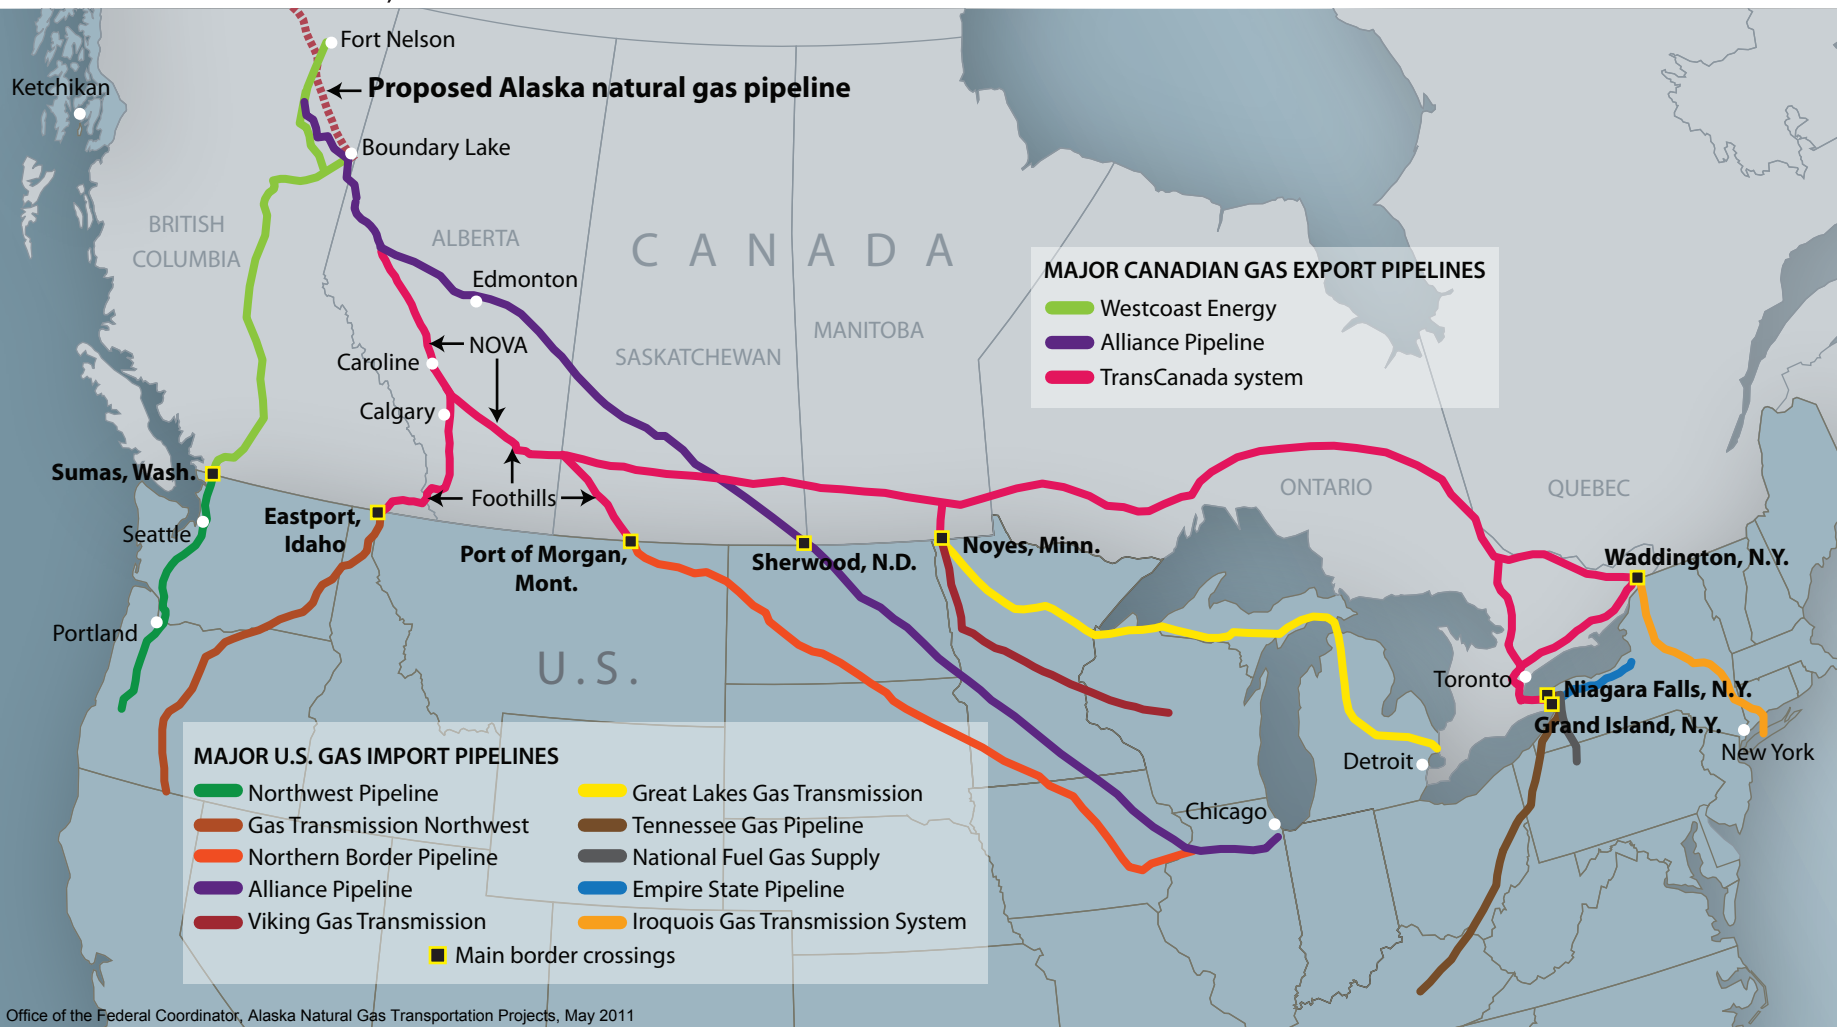 Fort Nelson
Ketchikan
Proposed Alaska natural gas pipeline
Boundary Lake
BRITISH
COLUMBIA
ALBERTA
CANADA
Edmonton
MAJOR CANADIAN GAS EXPORT PIPELINES
Westcoast Energy
Alliance Pipeline
TransCanada system
MANITOBA
SASKATCHEWAN
NOVA
Caroline
Calgary
Sumas, Wash.
Foothills
ONTARIO
QUEBEC
Seattle
Eastport,
Idaho
Port of Morgan,
Mont.
Sherwood, N.D.
Noyes, Minn.
Waddington, N.Y.
Portland
U.S.
Toronto
Niagara Falls, N.Y.
Grand Island, N.Y.
New York
Detroit
Chicago
MAJOR U.S. GAS IMPORT PIPELINES
Northwest Pipeline
Gas Transmission Northwest
Northern Border Pipeline
Alliance Pipeline
Viking Gas Transmission
Great Lakes Gas Transmission
Tennessee Gas Pipeline
National Fuel Gas Supply
Empire State Pipeline
Iroquois Gas Transmission System
Main border crossings
Office of the Federal Coordinator, Alaska Natural Gas Transportation Projects, May 2011